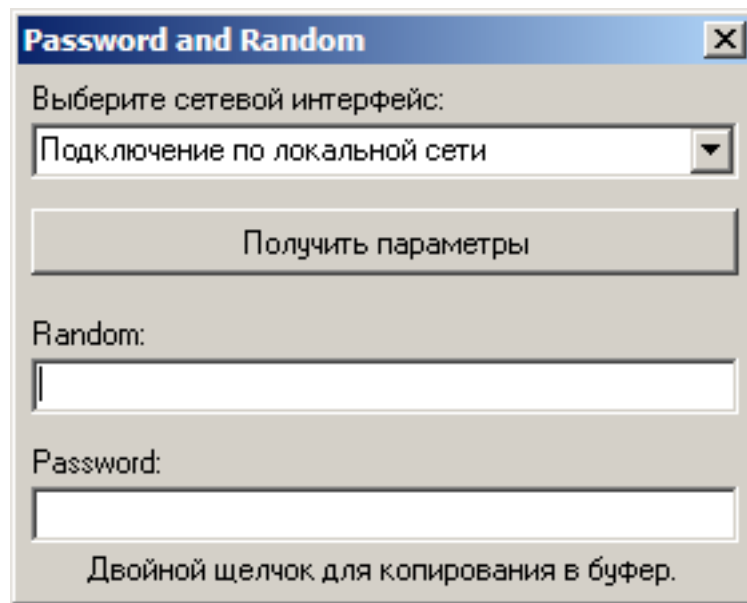 Password and Random
Выберите сетевой интерфейс:
Подключение по локальной сети
Получить параметры
Random:
Password:
Двойной щелчок для копирования в буфер.